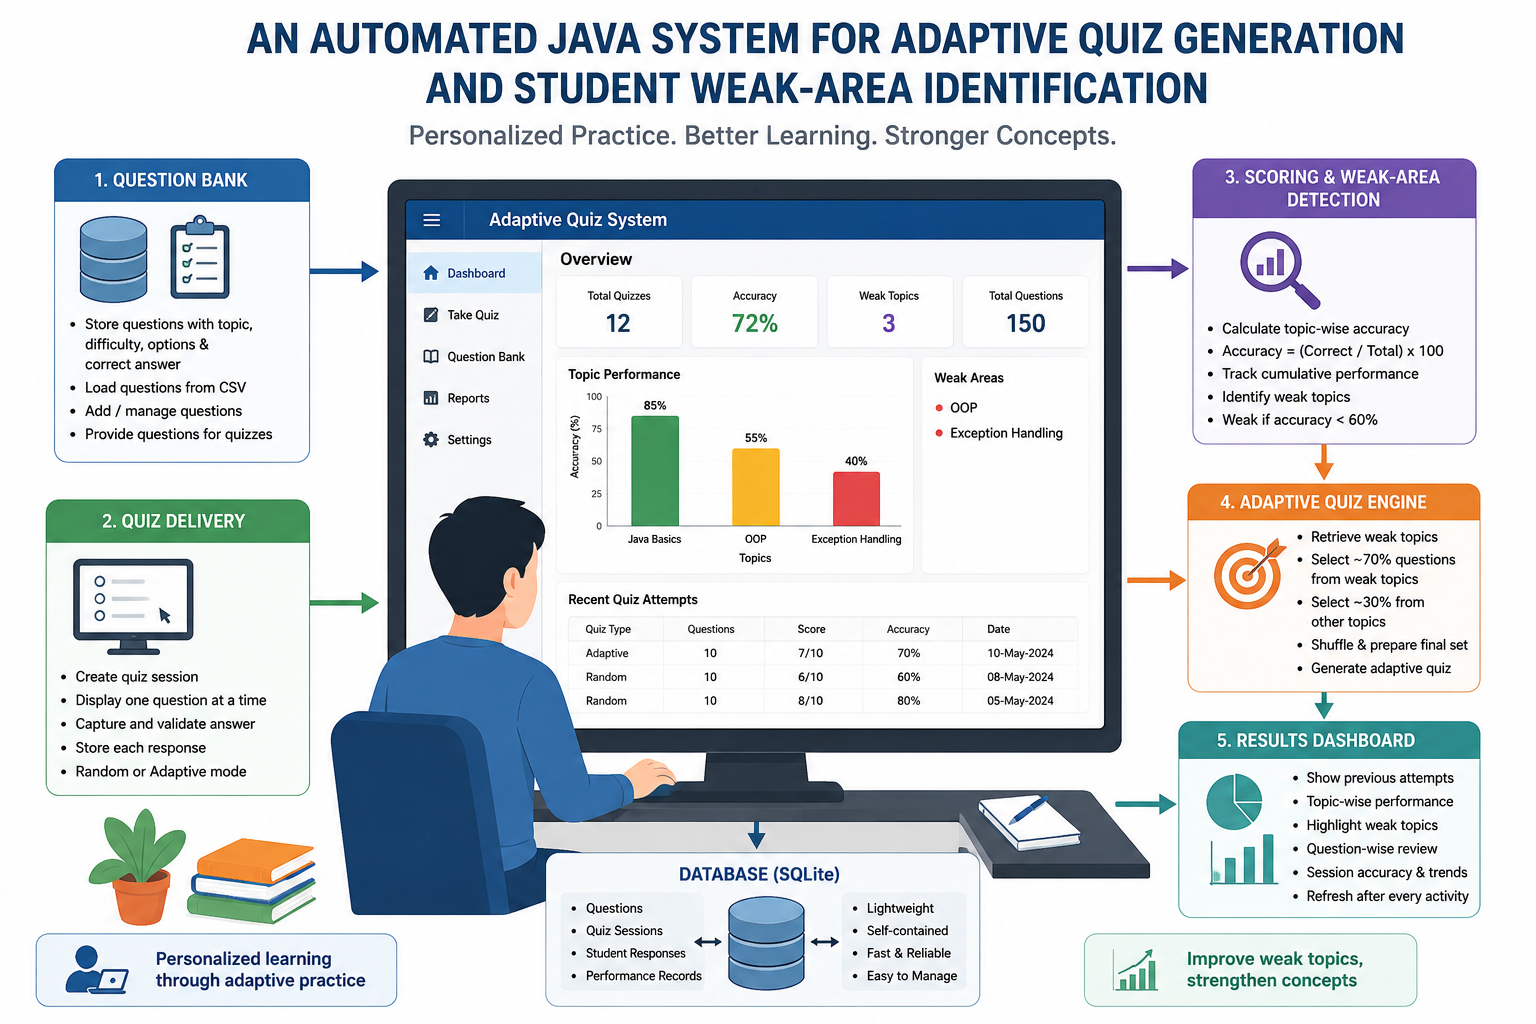 AN AUTOMATED JAVA SYSTEM FOR ADAPTIVE QUIZ GENERATION
AND STUDENT WEAK-AREA IDENTIFICATION
Personalized Practice. Better Learning. Stronger Concepts.
1. QUESTION BANK
• Store questions with topic,
difficulty, options &
correct answer
• Load questions from CSV
• Add / manage questions
• Provide questions for quizzes
2. QUIZ DELIVERY
• Create quiz session
• Display one question at a time
• Capture and validate answer
• Store each response
• Random or Adaptive mode
Adaptive Quiz System
Dashboard
Take Quiz
Question Bank
Reports
Settings
Overview
Total Quizzes
12
Accuracy
72%
Weak Topics
3
Total Questions
150
Topic Performance
Accuracy (%)
100
75
50
25
0
85%
55%
40%
Java Basics
OOP
Exception Handling
Topics
Weak Areas
• OOP
• Exception Handling
Recent Quiz Attempts
Quiz Type Questions Score Accuracy Date
Adaptive 10 7/10 70% 10-May-2024
Random 10 6/10 60% 08-May-2024
Random 10 8/10 80% 05-May-2024
3. SCORING & WEAK-AREA
DETECTION
• Calculate topic-wise accuracy
• Accuracy = (Correct / Total) x 100
• Track cumulative performance
• Identify weak topics
• Weak if accuracy < 60%
4. ADAPTIVE QUIZ ENGINE
• Retrieve weak topics
• Select ~70% questions
from weak topics
• Select ~30% from
other topics
• Shuffle & prepare final set
• Generate adaptive quiz
5. RESULTS DASHBOARD
• Show previous attempts
• Topic-wise performance
• Highlight weak topics
• Question-wise review
• Session accuracy & trends
• Refresh after every activity
DATABASE (SQLite)
• Questions
• Quiz Sessions
• Student Responses
• Performance Records
• Lightweight
• Self-contained
• Fast & Reliable
• Easy to Manage
Personalized learning
through adaptive practice
Improve weak topics,
strengthen concepts